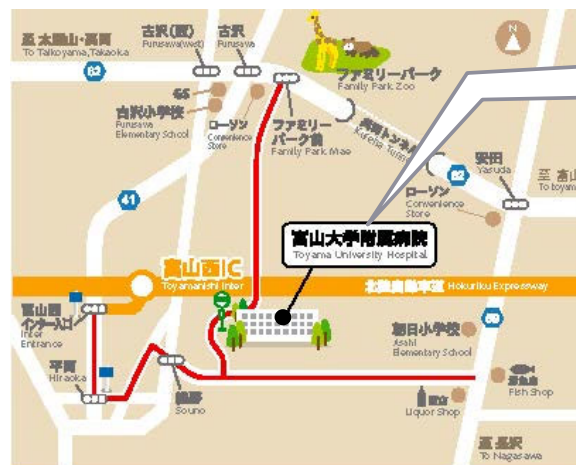 古沢(西)
Furusawa(west)
古沢
Furusawa
至 太閤山・高岡
To Taikoyama,Takaoka
62
GS
古沢小学校
Furusawa
Elementary School
ローソン
Convenience
Store
ファミリーパーク
Family Park Zoo
ファミリー
パーク前
Family Park Mae
N
呉羽トンネル
Kureha Tunnel
62
安田
Yasuda
至 富山
To toyama
ローソン
Convenience
Store
41
富山大学附属病院
Toyama University Hospital
富山西IC
Toyamanishi Inter
北陸自動車道 Hokuriku Expressway
富山西
インター入口
Inter
Entrance
平岡
Hiraoka
Souno
朝日小学校
Asahi
Elementary School
Fish Shop
Liquor Shop
至 長沢
To Nagasawa